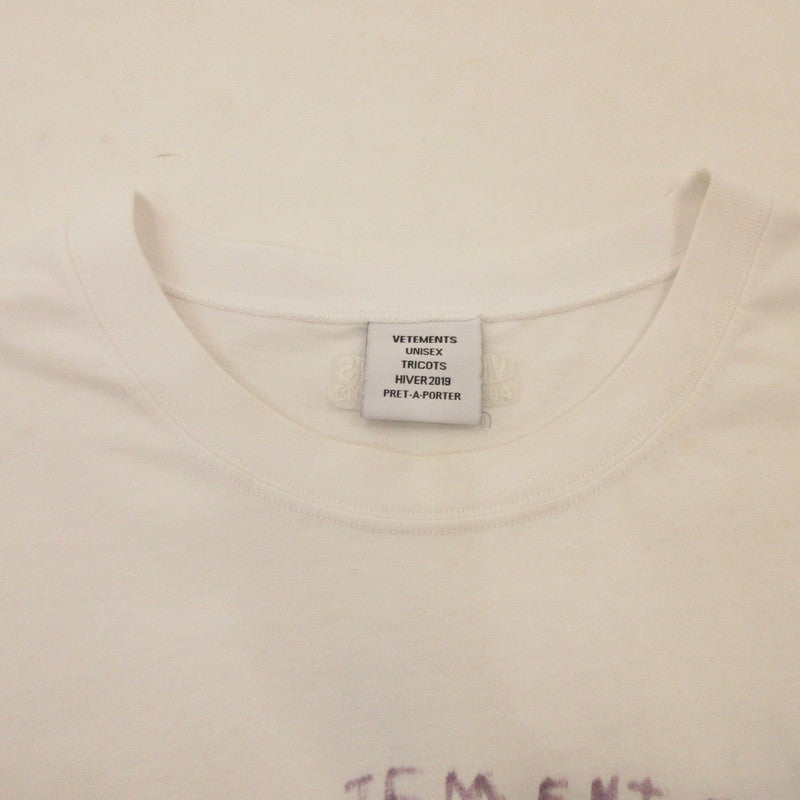 VETEMENTS
UNISEX
TRICOTS
HIVER 2019
PRET-A-PORTER